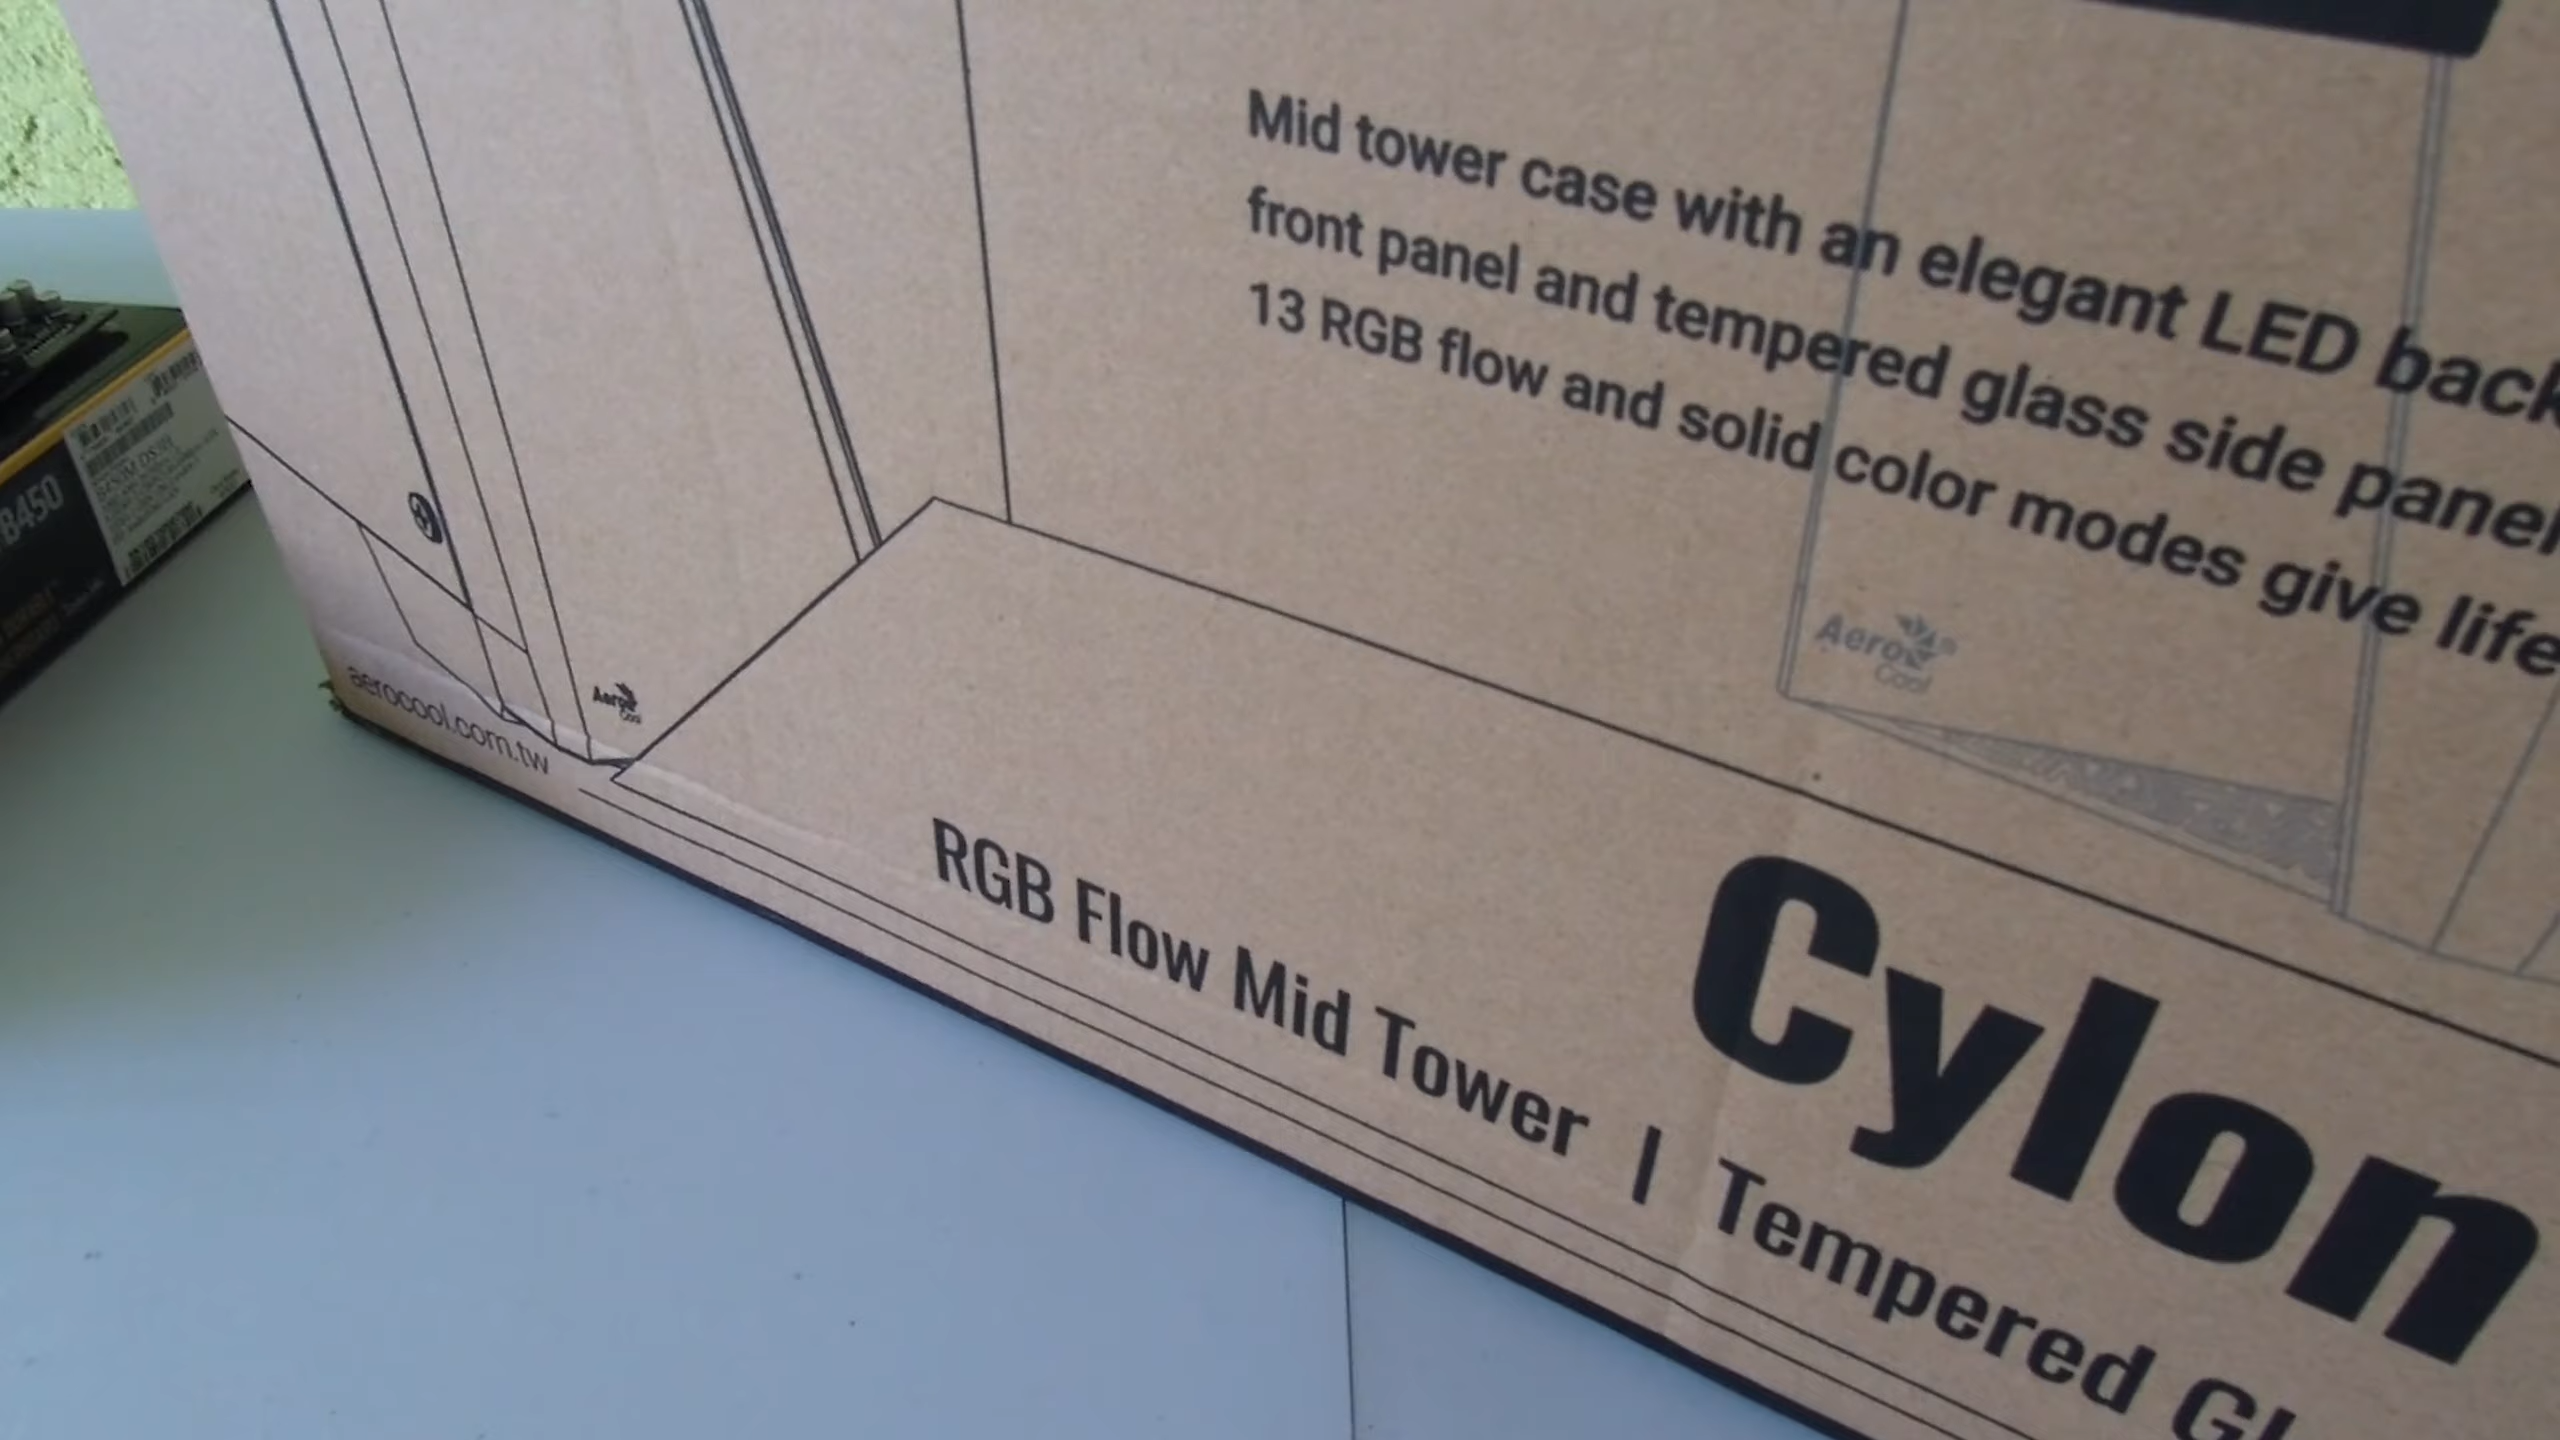 Mid tower case with an elegant LED back
front panel and tempered glass side panel
13 RGB flow and solid color modes give life
Aero
Cool
Aero
Cool
aerocool.com.tw
Cylon
RGB Flow Mid Tower | Tempered Gl
B450
B450M DS3H